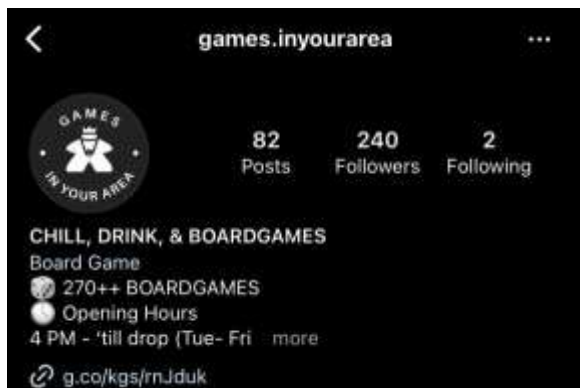 games.inyourarea
GAMES
IN YOUR AREA
82
240
2
Posts
Followers
Following
CHILL, DRINK, & BOARDGAMES
Board Game
270++ BOARDGAMES
Opening Hours
4 PM - 'till drop (Tue- Fri more
g.co/kgs/rnJduk